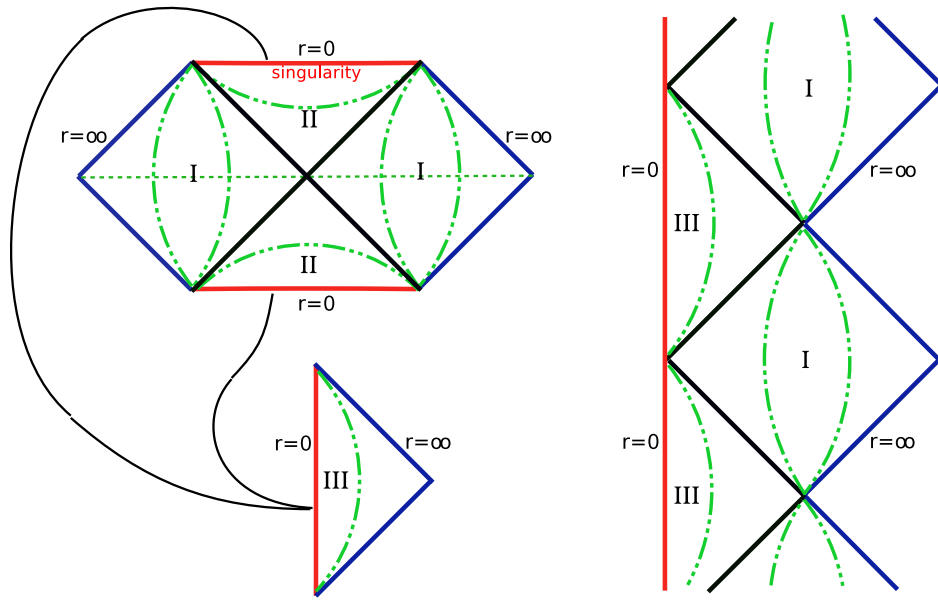 r=0
singularity
II
r=∞
r=∞
I
I
II
r=0
r=0
r=∞
III
I
r=0
r=∞
III
I
r=0
r=∞
III